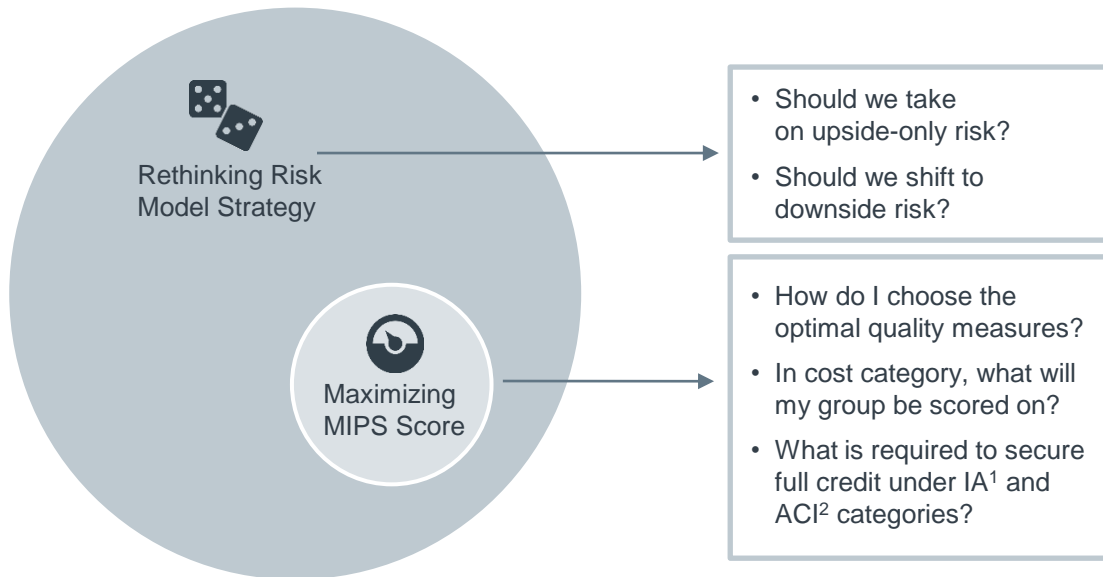 Rethinking Risk
Model Strategy
Maximizing
MIPS Score
• Should we take
on upside-only risk?
• Should we shift to
downside risk?
• How do I choose the
optimal quality measures?
• In cost category, what will
my group be scored on?
• What is required to secure
full credit under IA¹ and
ACI² categories?